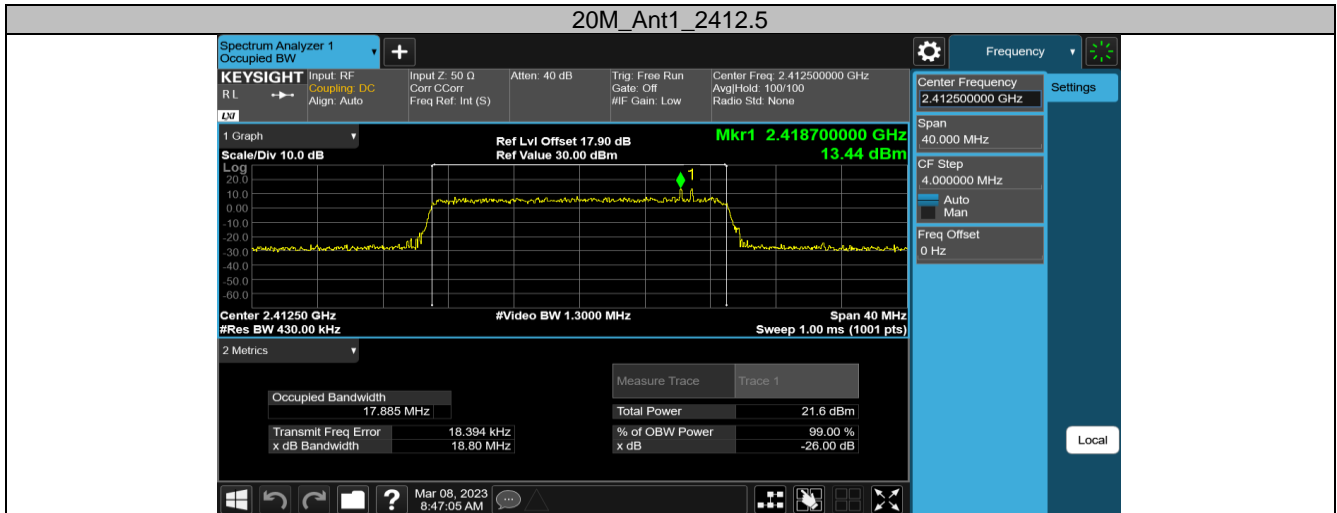 20M_Ant1_2412.5
Spectrum Analyzer 1
Occupied BW
Frequency
KEYSIGHT
R L
LXI
Input: RF
Coupling: DC
Align: Auto
Input Z: 50 Ω
Corr CCorr
Freq Ref: Int (S)
Atten: 40 dB
Trig: Free Run
Gate: Off
#IF Gain: Low
Center Freq: 2.412500000 GHz
Avg|Hold: 100/100
Radio Std: None
Center Frequency
2.412500000 GHz
Settings
Span
40.000 MHz
CF Step
4.000000 MHz
Auto
Man
Freq Offset
0 Hz
Local
1 Graph
Scale/Div 10.0 dB
Ref Lvl Offset 17.90 dB
Ref Value 30.00 dBm
Mkr1 2.418700000 GHz
13.44 dBm
Log
20.0
10.0
0.00
-10.0
-20.0
-30.0
-40.0
-50.0
-60.0
1
Center 2.41250 GHz
#Res BW 430.00 kHz
#Video BW 1.3000 MHz
Span 40 MHz
Sweep 1.00 ms (1001 pts)
2 Metrics
Measure Trace Trace 1
Occupied Bandwidth
17.885 MHz
Total Power 21.6 dBm
Transmit Freq Error 18.394 kHz
% of OBW Power 99.00 %
x dB Bandwidth 18.80 MHz
x dB -26.00 dB
?
Mar 08, 2023
8:47:05 AM